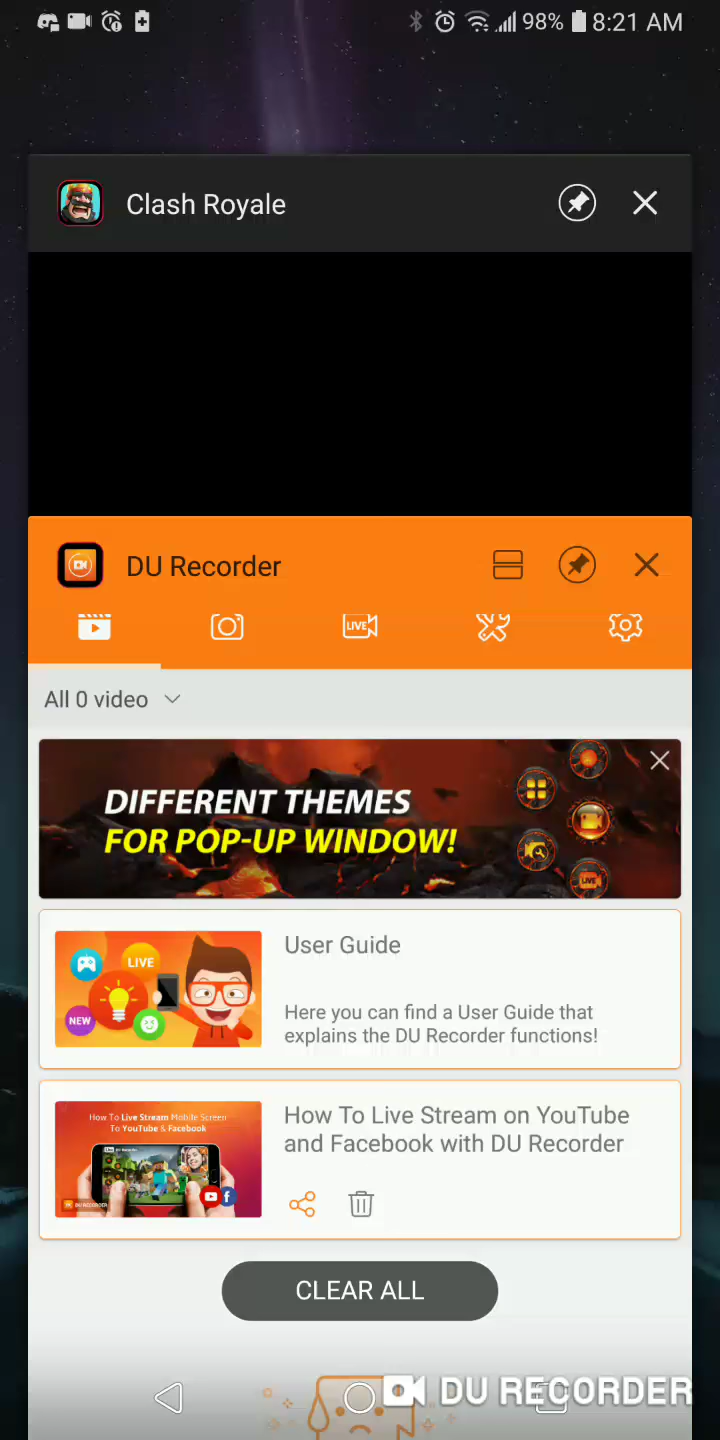 98% 8:21 AM
Clash Royale
DU Recorder
LIVE
All 0 video
DIFFERENT THEMES
FOR POP-UP WINDOW!
LIVE
LIVE
NEW
User Guide
Here you can find a User Guide that
explains the DU Recorder functions!
How To Live Stream Mobile Screen
To YouTube & Facebook
DU RECORDER
How To Live Stream on YouTube
and Facebook with DU Recorder
CLEAR ALL
DU RECORDER